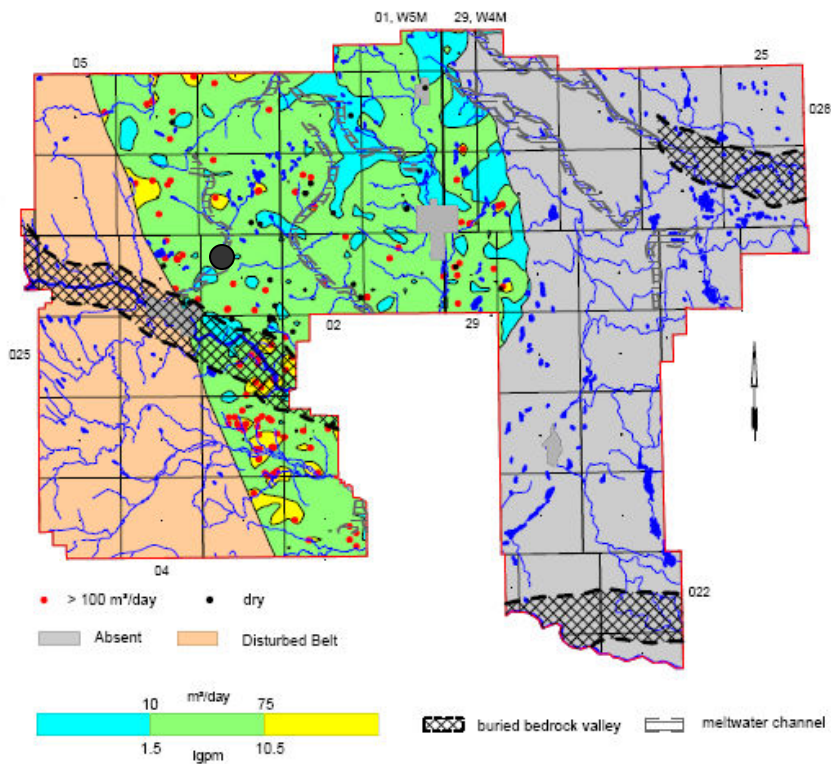 01, W5M 29, W4M
05
25
028
02
29
025
04
022
> 100 m³/day dry
Absent Disturbed Belt
10 m³/day 75
1.5 Igpm 10.5
buried bedrock valley meltwater channel